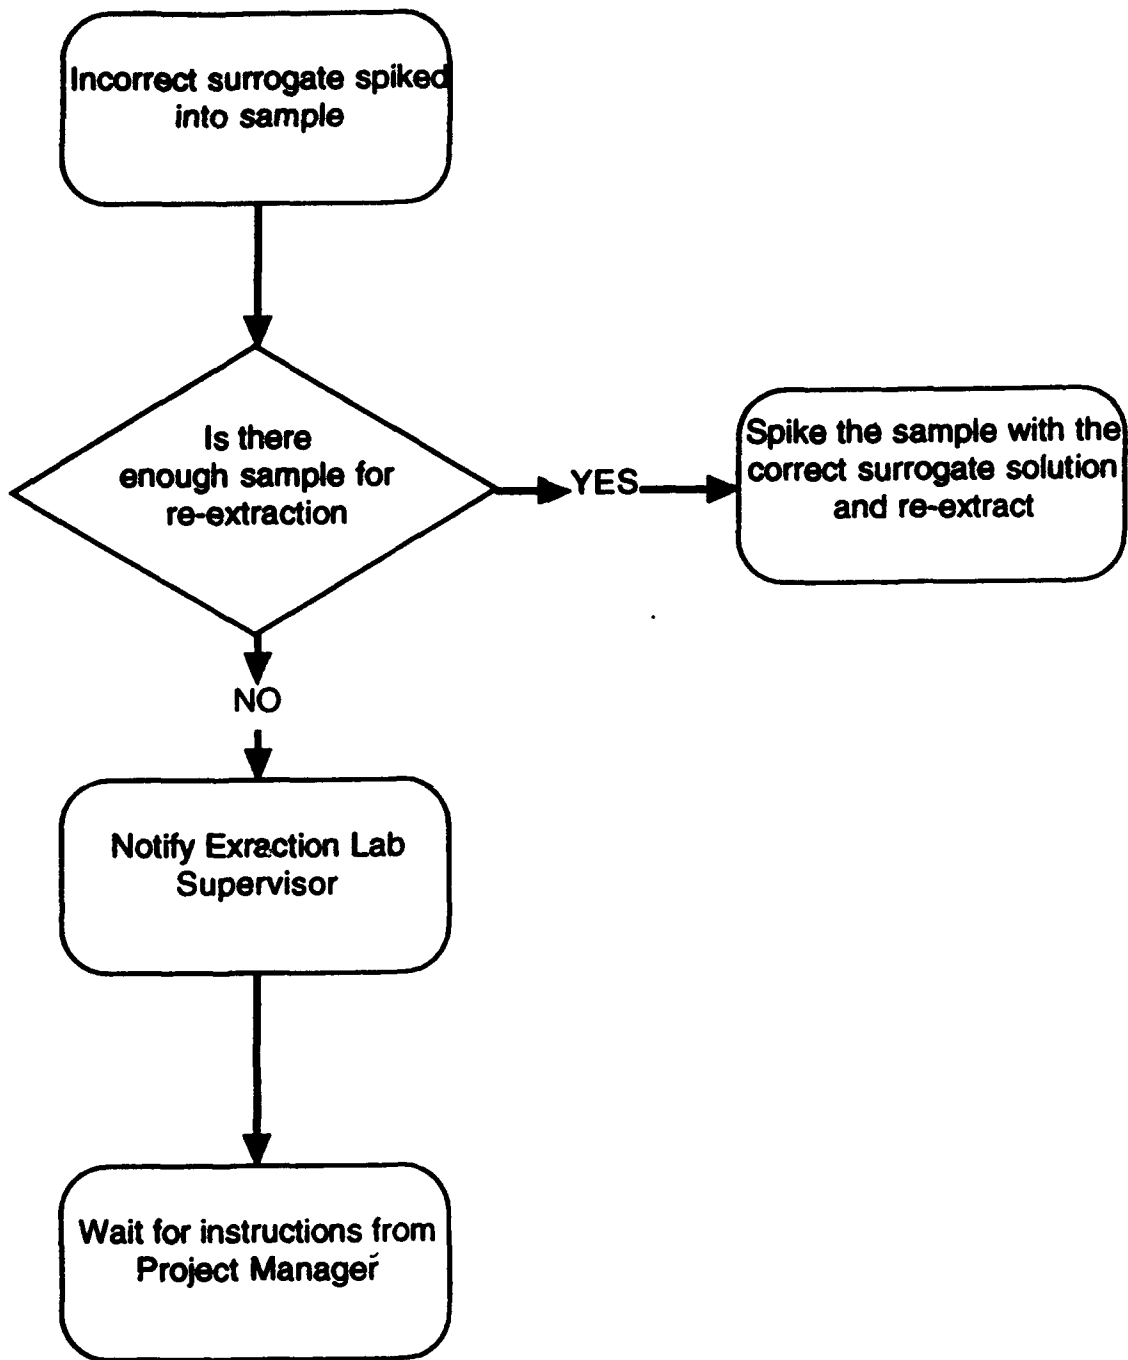 Incorrect surrogate spiked
into sample
Is there
enough sample for
re-extraction
YES
Spike the sample with the
correct surrogate solution
and re-extract
NO
Notify Exraction Lab
Supervisor
Wait for instructions from
Project Manager